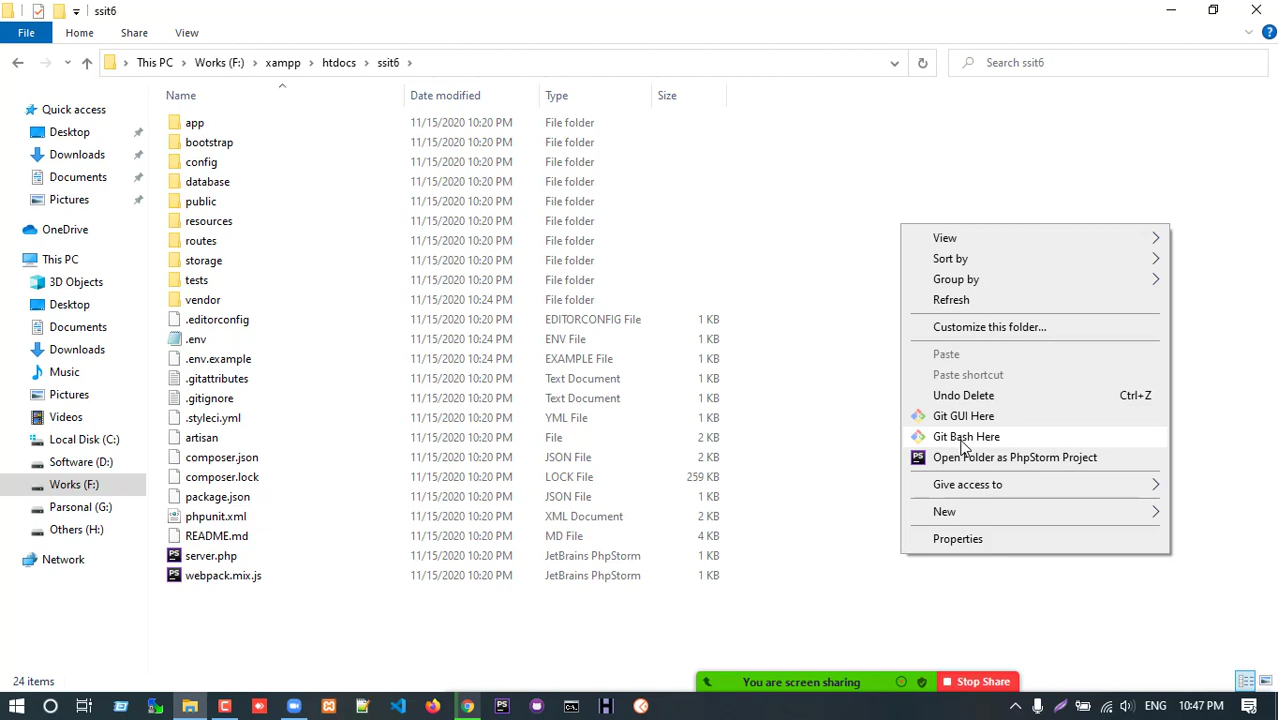 ssit6
File
Home
Share
View
This PC > Works (F:) > xampp > htdocs > ssit6 >
Search ssit6
Name
Date modified
Type
Size
Quick access
Desktop
Downloads
Documents
Pictures
OneDrive
This PC
3D Objects
Desktop
Documents
Downloads
Music
Pictures
Videos
Local Disk (C:)
Software (D:)
Works (F:)
Parsonal (G:)
Others (H:)
Network
app 11/15/2020 10:20 PM File folder
bootstrap 11/15/2020 10:20 PM File folder
config 11/15/2020 10:20 PM File folder
database 11/15/2020 10:20 PM File folder
public 11/15/2020 10:20 PM File folder
resources 11/15/2020 10:20 PM File folder
routes 11/15/2020 10:20 PM File folder
storage 11/15/2020 10:20 PM File folder
tests 11/15/2020 10:20 PM File folder
vendor 11/15/2020 10:24 PM File folder
.editorconfig 11/15/2020 10:20 PM EDITORCONFIG File 1 KB
.env 11/15/2020 10:24 PM ENV File 1 KB
.env.example 11/15/2020 10:20 PM EXAMPLE File 1 KB
.gitattributes 11/15/2020 10:20 PM Text Document 1 KB
.gitignore 11/15/2020 10:20 PM Text Document 1 KB
.styleci.yml 11/15/2020 10:20 PM YML File 1 KB
artisan 11/15/2020 10:20 PM File 2 KB
composer.json 11/15/2020 10:20 PM JSON File 2 KB
composer.lock 11/15/2020 10:20 PM LOCK File 259 KB
package.json 11/15/2020 10:20 PM JSON File 2 KB
phpunit.xml 11/15/2020 10:20 PM XML Document 2 KB
README.md 11/15/2020 10:20 PM MD File 4 KB
server.php 11/15/2020 10:20 PM JetBrains PhpStorm 1 KB
webpack.mix.js 11/15/2020 10:20 PM JetBrains PhpStorm 1 KB
View
Sort by
Group by
Refresh
Customize this folder...
Paste
Paste shortcut
Undo Delete Ctrl+Z
Git GUI Here
Git Bash Here
Open Folder as PhpStorm Project
Give access to
New
Properties
24 items
You are screen sharing
Stop Share
ENG
10:47 PM